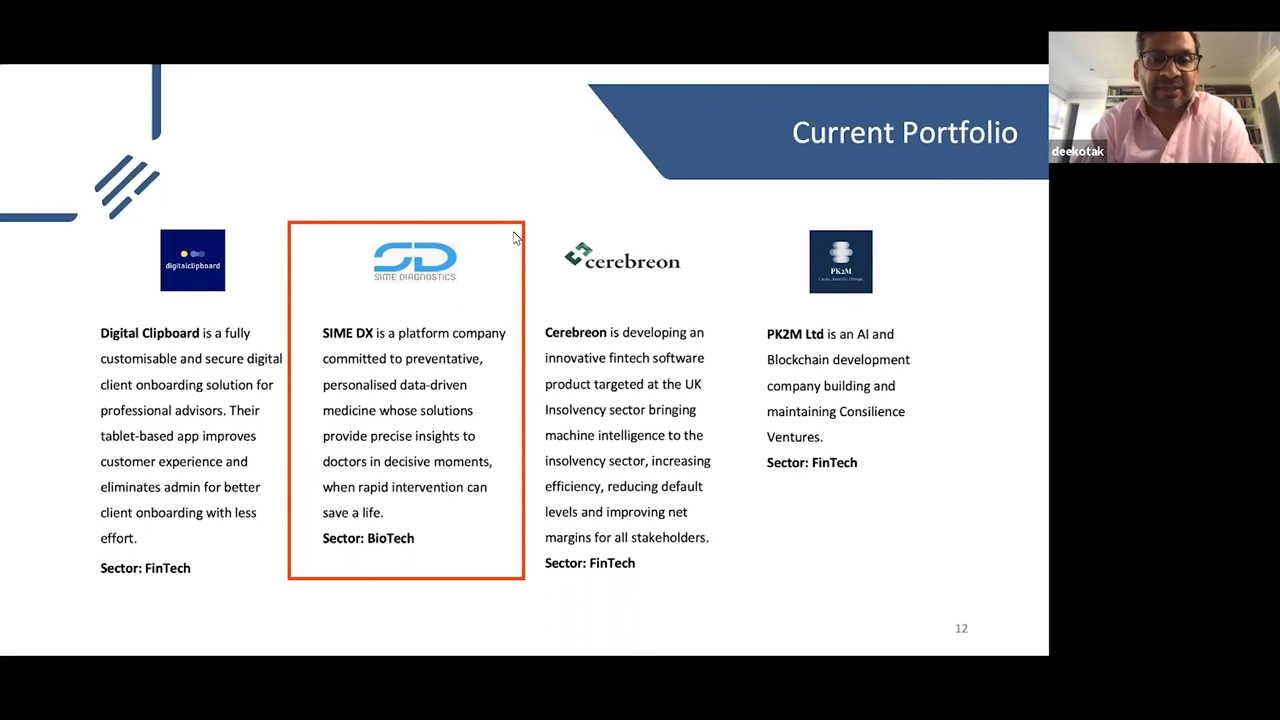 Current Portfolio
deekotak
digitalclipboard
SD
SIME DIAGNOSTICS
cerebreon
PK2M
Digital Clipboard is a fully
customisable and secure digital
client onboarding solution for
professional advisors. Their
tablet-based app improves
customer experience and
eliminates admin for better
client onboarding with less
effort.
Sector: FinTech
SIME DX is a platform company
committed to preventative,
personalised data-driven
medicine whose solutions
provide precise insights to
doctors in decisive moments,
when rapid intervention can
save a life.
Sector: BioTech
Cerebreon is developing an
innovative fintech software
product targeted at the UK
Insolvency sector bringing
machine intelligence to the
insolvency sector, increasing
efficiency, reducing default
levels and improving net
margins for all stakeholders.
Sector: FinTech
PK2M Ltd is an AI and
Blockchain development
company building and
maintaining Consilience
Ventures.
Sector: FinTech
12